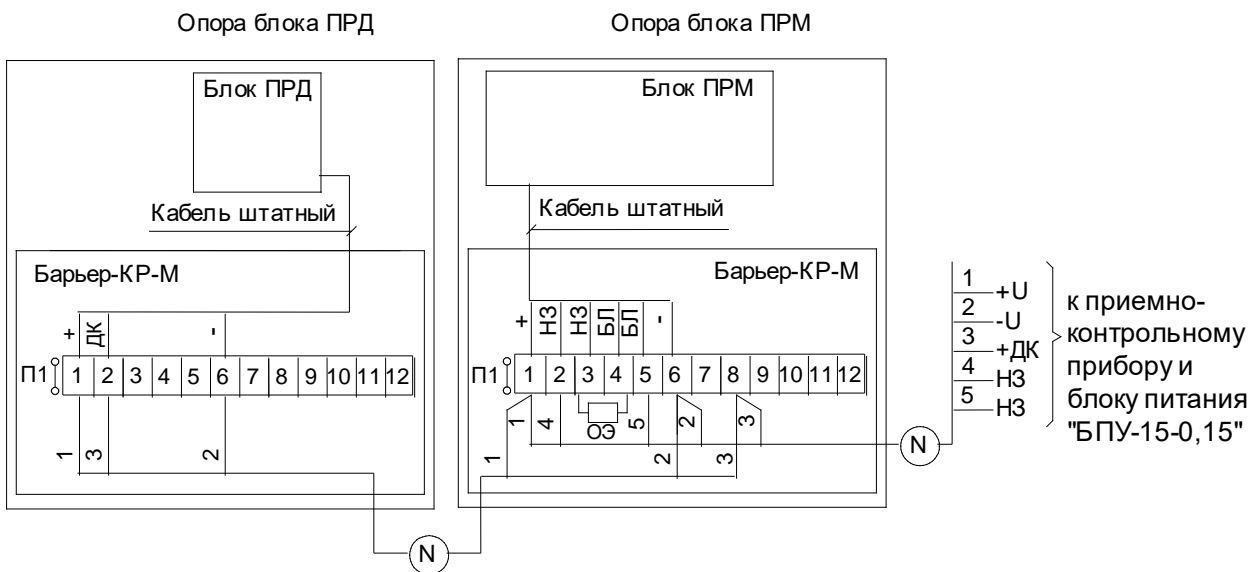 Опора блока ПРД
Опора блока ПРМ
Блок ПРД
Блок ПРМ
Кабель штатный
Кабель штатный
Барьер-КР-М
Барьер-КР-М
+ ДК -
+ НЗ НЗ БЛ БЛ -
П1 1 2 3 4 5 6 7 8 9 10 11 12
П1 1 2 3 4 5 6 7 8 9 10 11 12
1 3 2
1 4 ОЭ 5 2 3
1 2 3
N
N
1 +U
2 -U
3 +ДК
4 НЗ
5 НЗ
к приемно-
контрольному
прибору и
блоку питания
"БПУ-15-0,15"